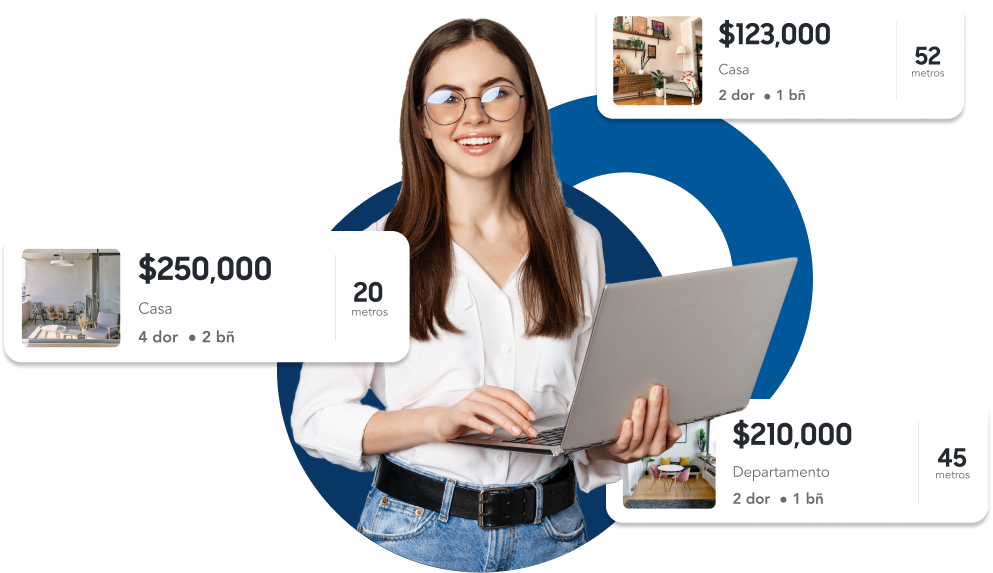 $123,000
Casa
2 dor • 1 bñ
52
metros
$250,000
Casa
4 dor • 2 bñ
20
metros
$210,000
Departamento
2 dor • 1 bñ
45
metros